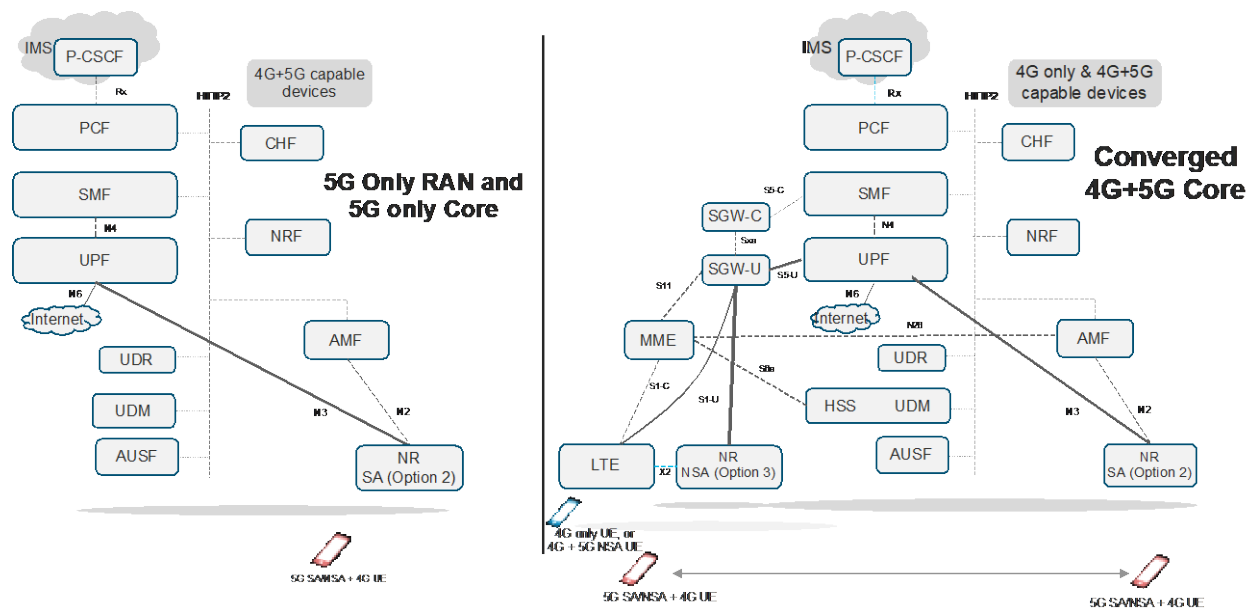 IMS
P-CSCF
Rx
4G+5G capable
devices
HTTP2
PCF
CHF
SMF
5G Only RAN and
5G only Core
N4
NRF
UPF
N6
Internet
AMF
UDR
N3
N2
UDM
AUSF
NR
SA (Option 2)
5G SA/NSA + 4G UE
IMS
P-CSCF
Rx
4G only & 4G+5G
capable devices
HTTP2
PCF
CHF
Converged
4G+5G Core
S5-C
SMF
SGW-C
Sxa
N4
NRF
SGW-U
S5-U
UPF
S11
N6
Internet
N26
MME
AMF
UDR
S6a
S1-C
S1-U
HSS
UDM
N3
N2
AUSF
LTE
X2
NR
NSA (Option 3)
NR
SA (Option 2)
4G only UE, or
4G + 5G NSA UE
5G SA/NSA + 4G UE
5G SA/NSA + 4G UE